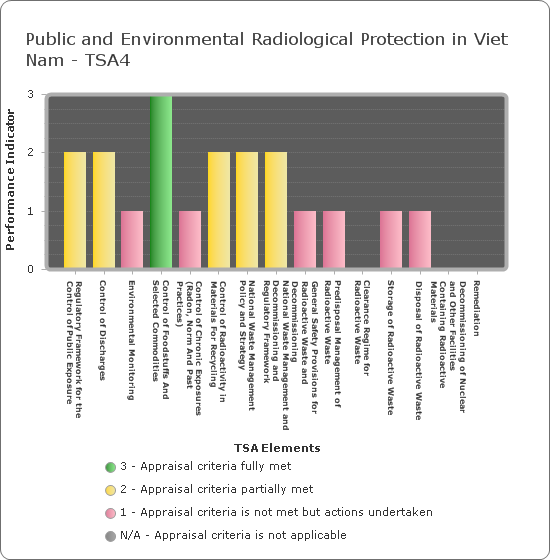 Public and Environmental Radiological Protection in Viet
Nam - TSA4
Performance Indicator
3
2
1
0
Regulatory Framework for the
Control of Public Exposure
Control of Discharges
Environmental Monitoring
Control of Foodstuffs And
Selected Commodities
Control of Chronic Exposures
(Radon, Norm And Past
Practices)
Control of Radioactivity in
Materials For Recycling
National Waste Management
Policy and Strategy
National Waste Management and
Decommissioning and
Regulatory Framework
General Safety Provisions for
Radioactive Waste and
Decommissioning
Predisposal Management of
Radioactive Waste
Clearance Regime for
Radioactive Waste
Storage of Radioactive Waste
Disposal of Radioactive Waste
Decommissioning of Nuclear
and Other Facilities
Containing Radioactive
Materials
Remediation
TSA Elements
3 - Appraisal criteria fully met
2 - Appraisal criteria partially met
1 - Appraisal criteria is not met but actions undertaken
N/A - Appraisal criteria is not applicable